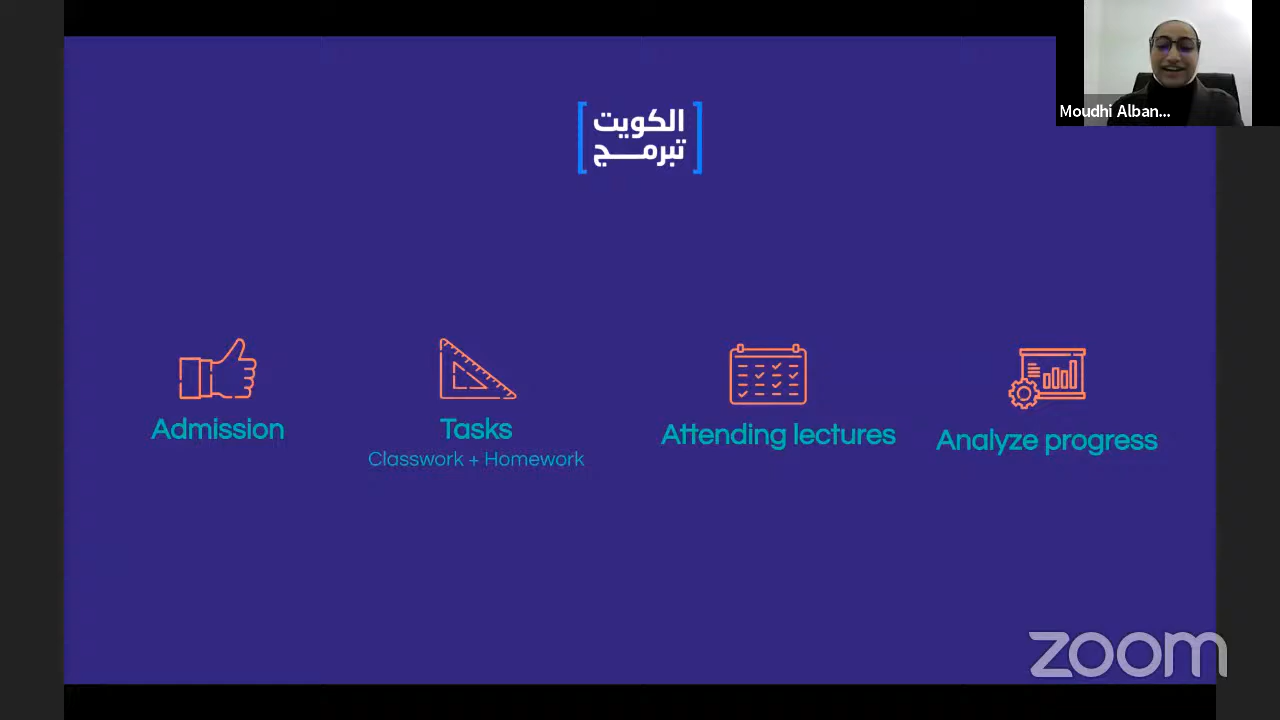 الكويت
تبرمج
Moudhi Alban...
Admission
Tasks
Classwork + Homework
Attending lectures
Analyze progress
zoom